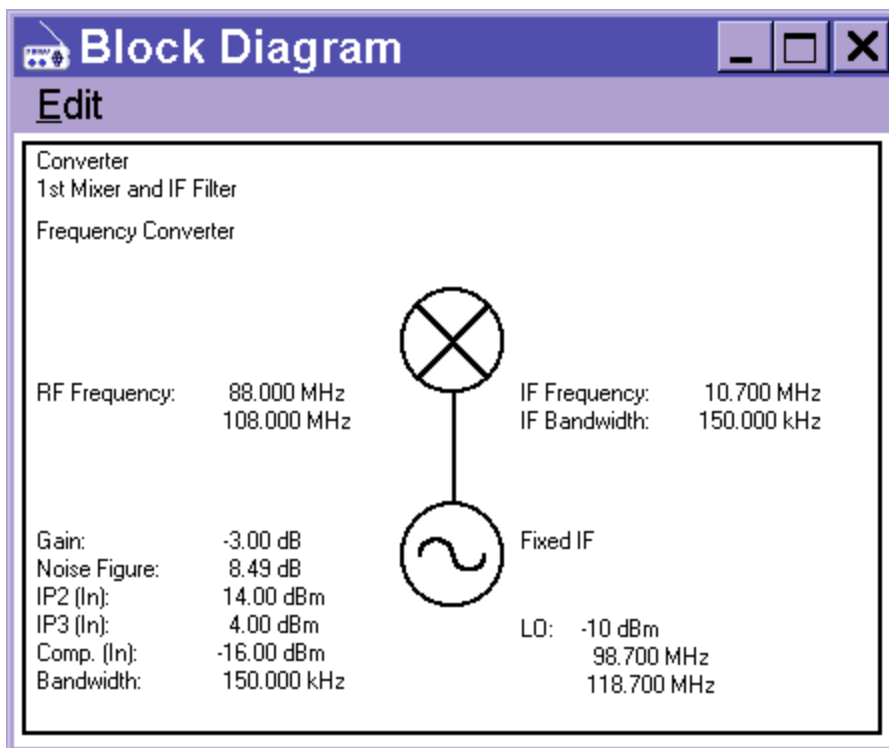 Block Diagram
Edit
Converter
1st Mixer and IF Filter
Frequency Converter
RF Frequency: 88.000 MHz
108.000 MHz
IF Frequency: 10.700 MHz
IF Bandwidth: 150.000 kHz
Gain: -3.00 dB
Noise Figure: 8.49 dB
IP2 (In): 14.00 dBm
IP3 (In): 4.00 dBm
Comp. (In): -16.00 dBm
Bandwidth: 150.000 kHz
Fixed IF
LO: -10 dBm
98.700 MHz
118.700 MHz